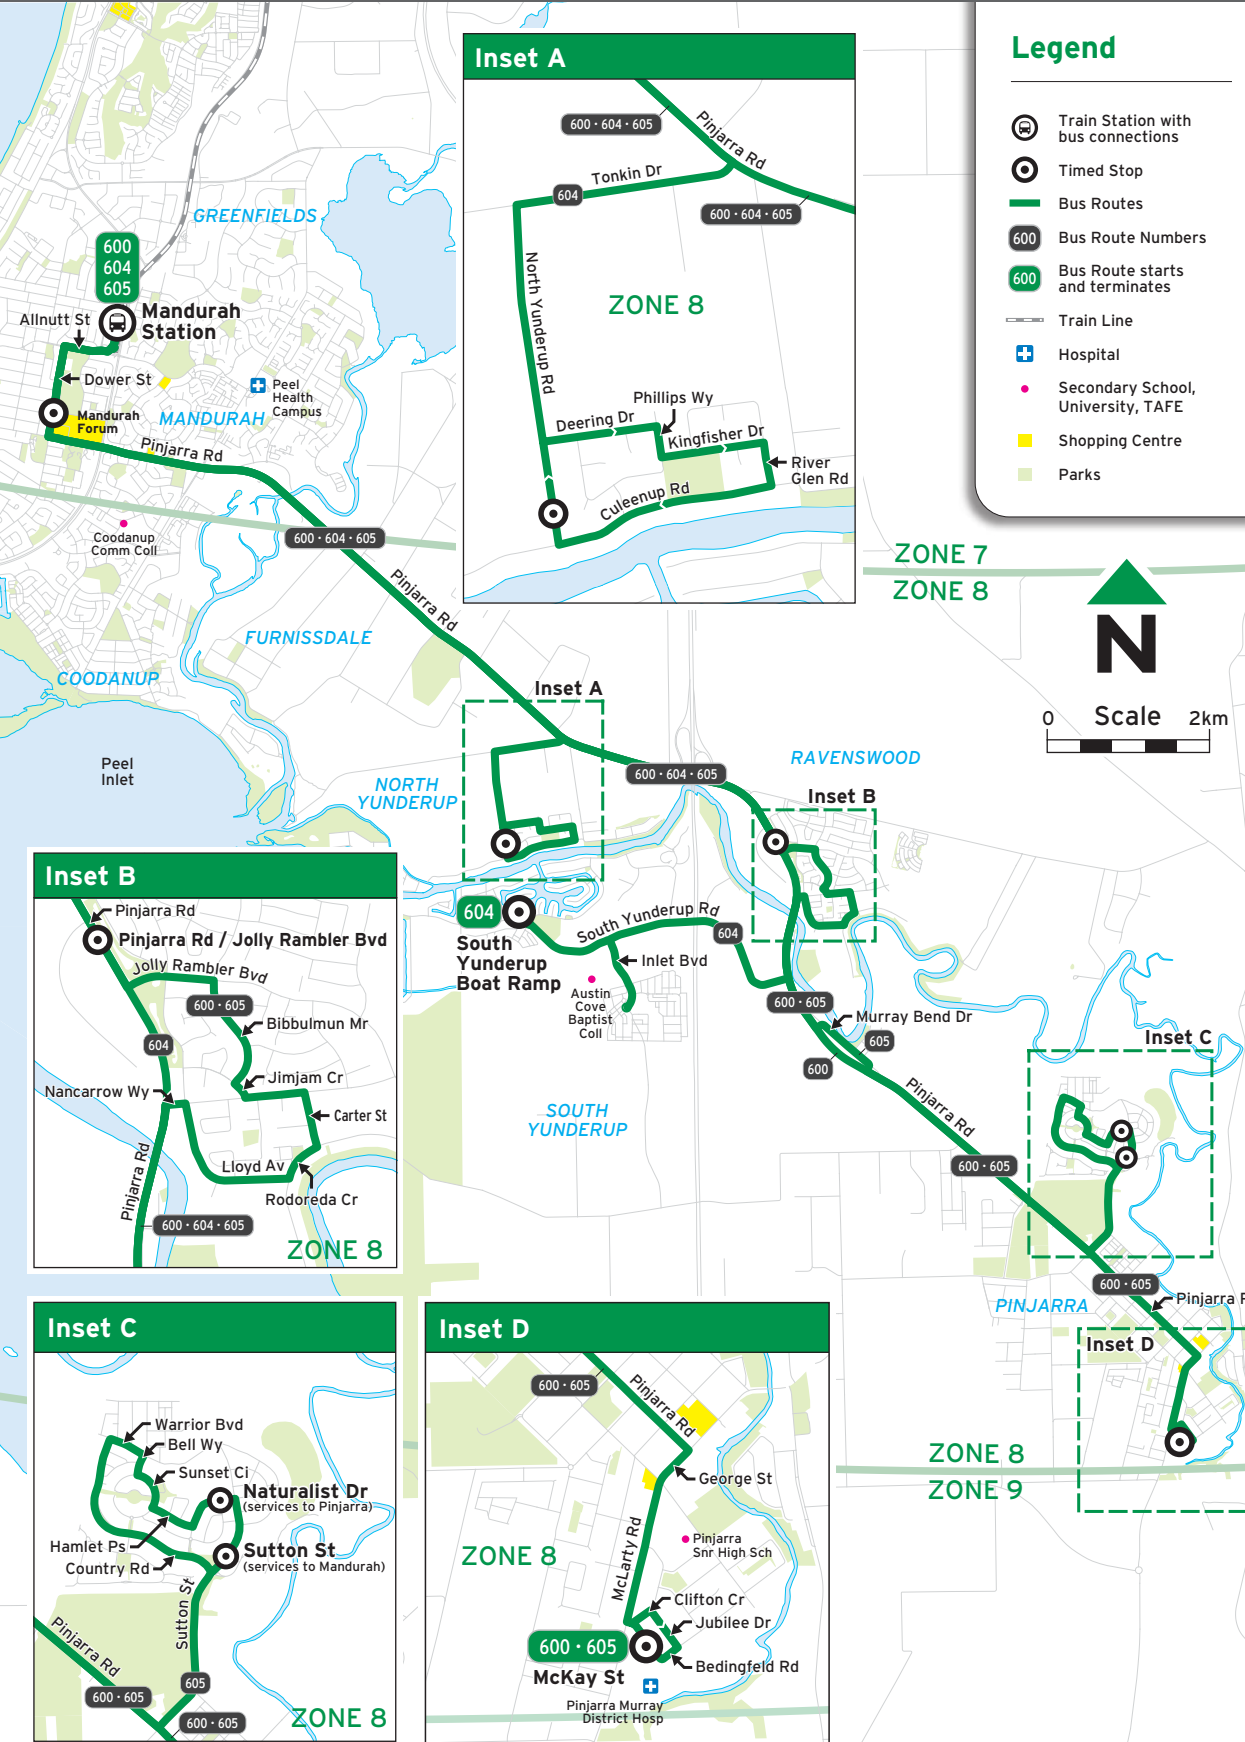 Legend
Train Station with
bus connections
Timed Stop
Bus Routes
600
Bus Route Numbers
600
Bus Route starts
and terminates
Train Line
Hospital
Secondary School,
University, TAFE
Shopping Centre
Parks
Inset A
600 • 604 • 605
Pinjarra Rd
Tonkin Dr
604
600 • 604 • 605
North Yunderup Rd
ZONE 8
Phillips Wy
Deering Dr
Kingfisher Dr
River
Glen Rd
Culeenup Rd
GREENFIELDS
600
604
605
Mandurah
Station
Allnutt St
Dower St
Mandurah
Forum
MANDURAH
Peel
Health
Campus
Pinjarra Rd
Coodanup
Comm Coll
600 • 604 • 605
Pinjarra Rd
FURNISSDALE
COODANUP
Peel
Inlet
ZONE 7
ZONE 8
N
0 Scale 2km
Inset A
NORTH
YUNDERUP
600 • 604 • 605
RAVENSWOOD
Inset B
604
South
Yunderup
Boat Ramp
South Yunderup Rd
604
Inlet Bvd
Austin
Cove
Baptist
Coll
600 • 605
Murray Bend Dr
605
600
SOUTH
YUNDERUP
Pinjarra Rd
600 • 605
Inset C
600 • 605
PINJARRA
Pinjarra R
Inset D
ZONE 8
ZONE 9
Inset B
Pinjarra Rd
Pinjarra Rd / Jolly Rambler Bvd
Jolly Rambler Bvd
600 • 605
Bibbulmun Mr
604
Jimjam Cr
Nancarrow Wy
Carter St
Pinjarra Rd
Lloyd Av
Rodoreda Cr
600 • 604 • 605
ZONE 8
Inset C
Warrior Bvd
Bell Wy
Sunset Ci
Naturalist Dr
(services to Pinjarra)
Hamlet Ps
Sutton St
(services to Mandurah)
Country Rd
Sutton St
Pinjarra Rd
605
600 • 605
600 • 605
ZONE 8
Inset D
600 • 605
Pinjarra Rd
George St
Pinjarra
Snr High Sch
ZONE 8
McLarty Rd
Clifton Cr
Jubilee Dr
600 • 605
McKay St
Bedingfeld Rd
Pinjarra Murray
District Hosp